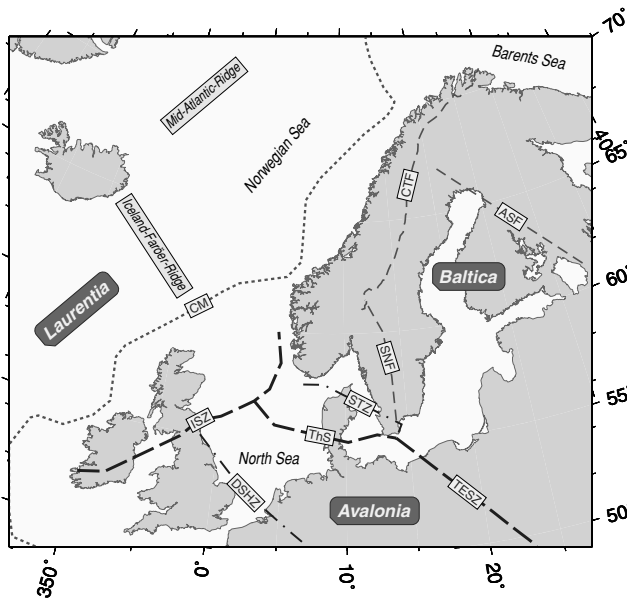 70°
Barents Sea
Mid-Atlantic-Ridge
Norwegian Sea
40°
65°
CTF
ASF
Iceland-Faröer-Ridge
Baltica
60°
Laurentia
CM
SNF
STZ
55°
ISZ
ThS
North Sea
DSHZ
TESZ
Avalonia
50°
350°
0°
10°
20°